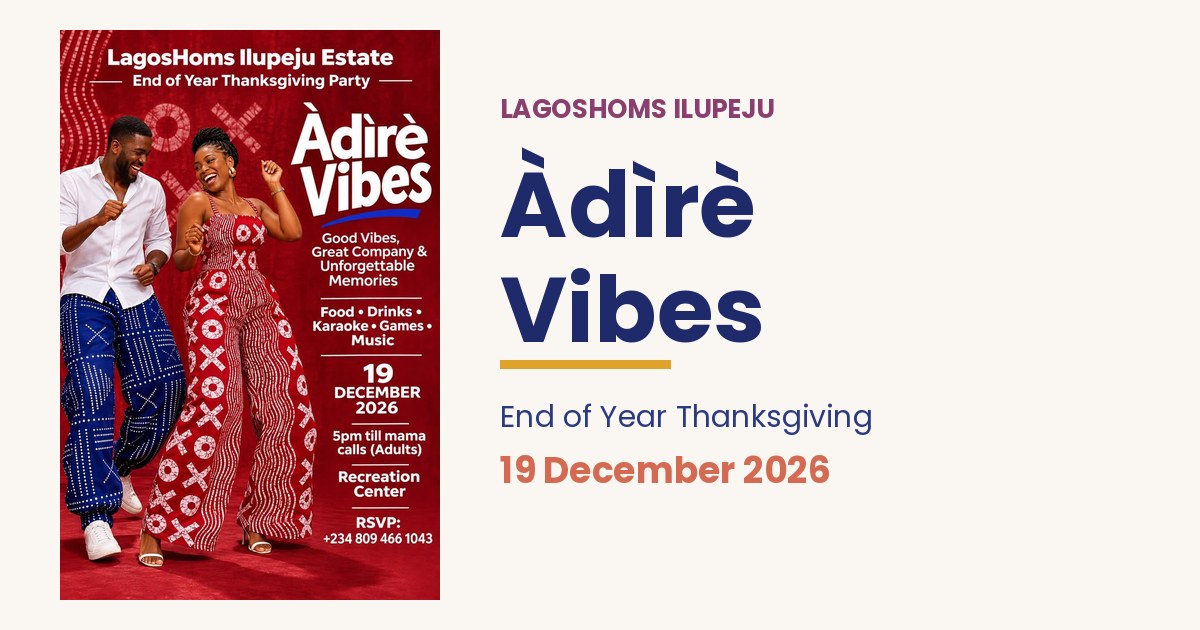 LagosHoms Ilupeju Estate
End of Year Thanksgiving Party
Àdìrè
Vibes
Good Vibes,
Great Company &
Unforgettable
Memories
Food • Drinks •
Karaoke • Games •
Music
19
DECEMBER
2026
5pm till mama
calls (Adults)
Recreation
Center
RSVP:
+234 809 466 1043
LAGOSHOMS ILUPEJU
Àdìrè
Vibes
End of Year Thanksgiving
19 December 2026